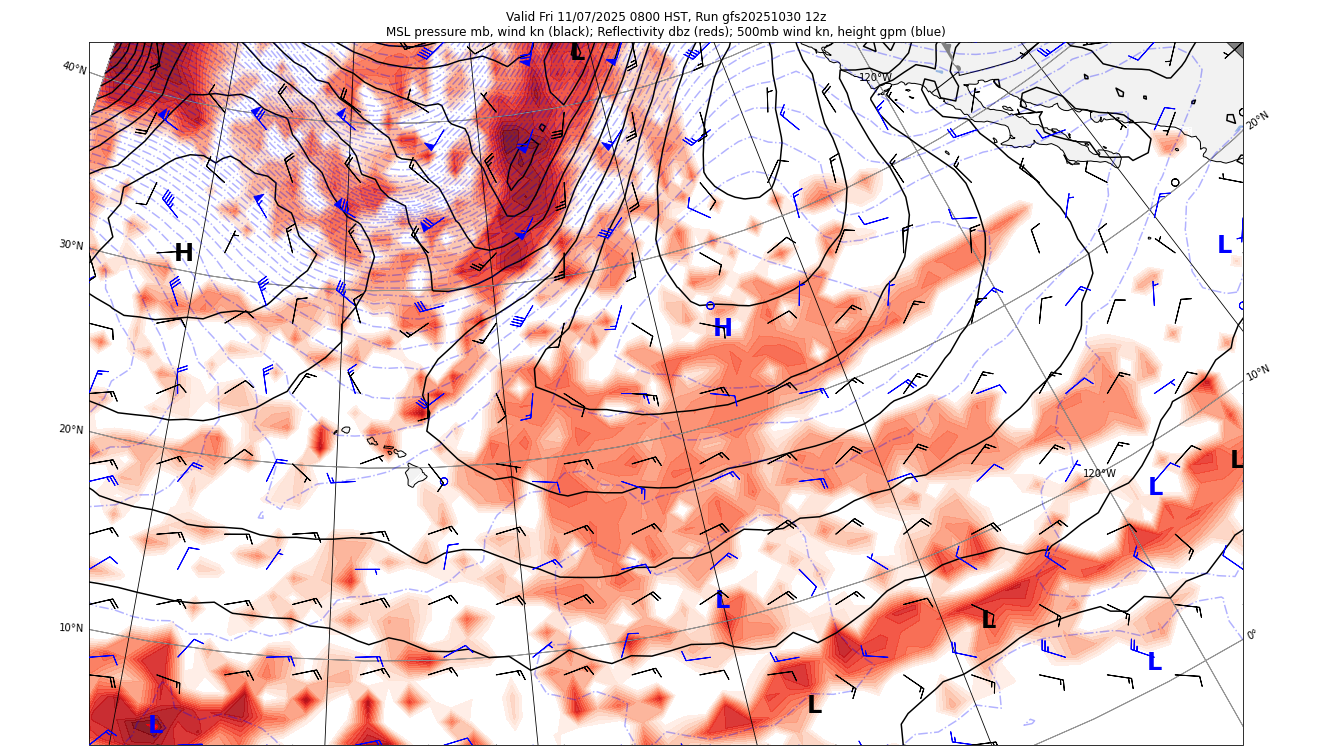 Valid Fri 11/07/2025 0800 HST, Run gfs20251030 12z
MSL pressure mb, wind kn (black); Reflectivity dbz (reds); 500mb wind kn, height gpm (blue)
L
40°N
120°W
20°N
30°N
H
L
H
10°N
20°N
L
120°W
L
L
10°N
L
0°
L
L
L